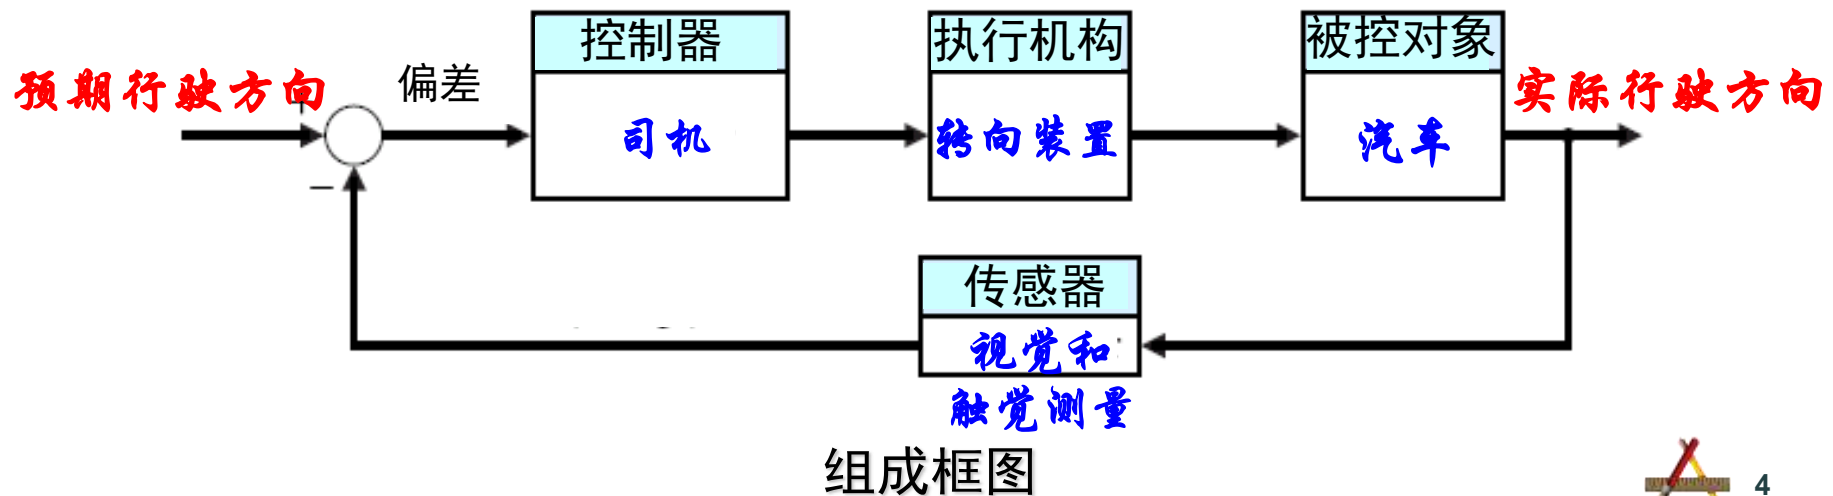 预期行驶方向
+
−
偏差
控制器
司机
执行机构
转向装置
被控对象
汽车
实际行驶方向
传感器
视觉和
触觉测量
组成框图
4